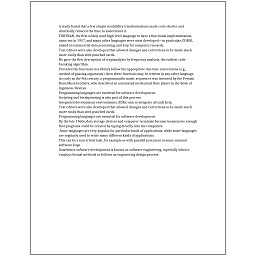 A study found that a few simple readability transformations made code shorter and
drastically reduced the time to understand it.
FORTRAN, the first widely used high-level language to have a functional implementation,
came out in 1957, and many other languages were soon developed—in particular, COBOL
aimed at commercial data processing, and Lisp for computer research.
Text editors were also developed that allowed changes and corrections to be made much
more easily than with punched cards.
He gave the first description of cryptanalysis by frequency analysis, the earliest code-
breaking algorithm.
Provided the functions in a library follow the appropriate run-time conventions (e.g.,
method of passing arguments), then these functions may be written in any other language.
As early as the 9th century, a programmable music sequencer was invented by the Persian
Banu Musa brothers, who described an automated mechanical flute player in the Book of
Ingenious Devices.
Programming languages are essential for software development.
Scripting and breakpointing is also part of this process.
Integrated development environments (IDEs) aim to integrate all such help.
Text editors were also developed that allowed changes and corrections to be made much
more easily than with punched cards.
Programming languages are essential for software development.
By the late 1960s, data storage devices and computer terminals became inexpensive enough
that programs could be created by typing directly into the computers.
Some languages are very popular for particular kinds of applications, while some languages
are regularly used to write many different kinds of applications.
This can be a non-trivial task, for example as with parallel processes or some unusual
software bugs.
Sometimes software development is known as software engineering, especially when it
employs formal methods or follows an engineering design process.